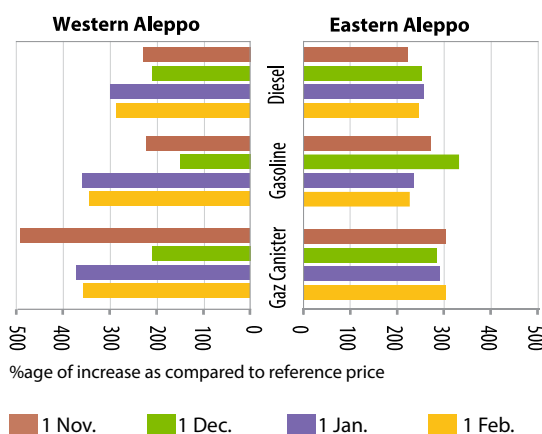 Western Aleppo
Eastern Aleppo
Diesel
Gasoline
Gaz Canister
500 400 300 200 100 0
0 100 200 300 400 500
%age of increase as compared to reference price
1 Nov. 1 Dec. 1 Jan. 1 Feb.